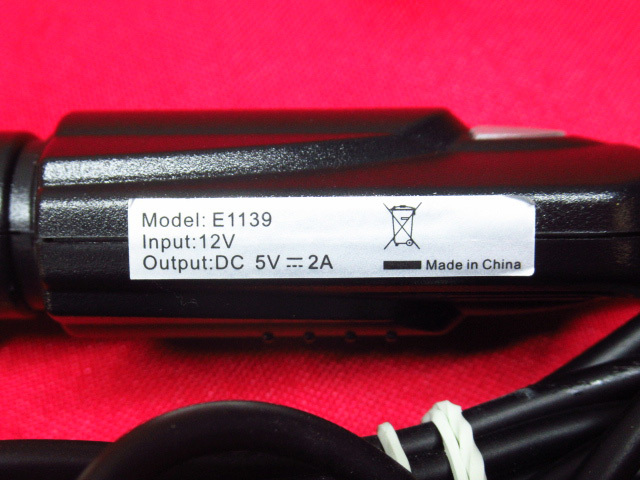 Model: E1139
Input:12V
Output:DC 5V⎓2A
Made in China